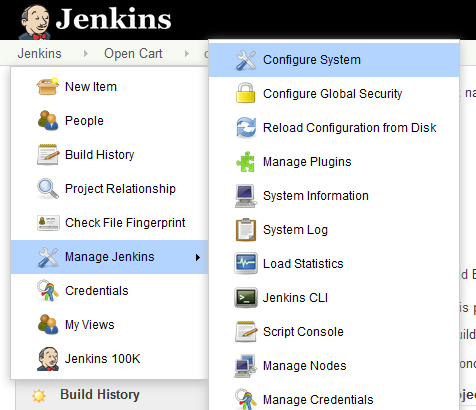 Jenkins
Jenkins Open Cart
New Item
People
Build History
Project Relationship
Check File Fingerprint
Manage Jenkins
Credentials
My Views
Jenkins 100K
Configure System
Configure Global Security
Reload Configuration from Disk
Manage Plugins
System Information
System Log
Load Statistics
Jenkins CLI
Script Console
Manage Nodes
Manage Credentials
Build History